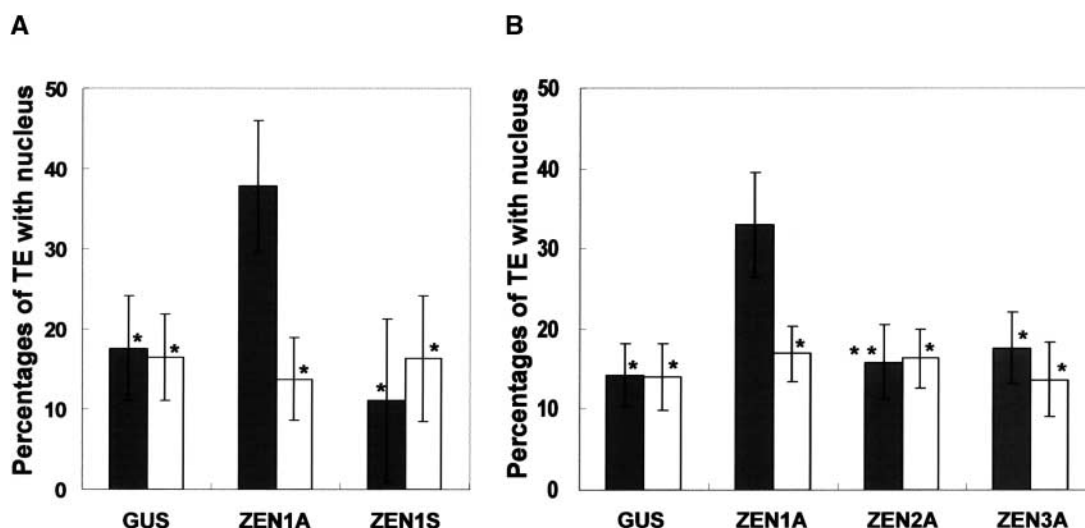 A
B
Percentages of TE with nucleus
50
40
30
20
10
0
* * * * *
GUS ZEN1A ZEN1S
Percentages of TE with nucleus
50
40
30
20
10
0
* * * * * * * *
GUS ZEN1A ZEN2A ZEN3A